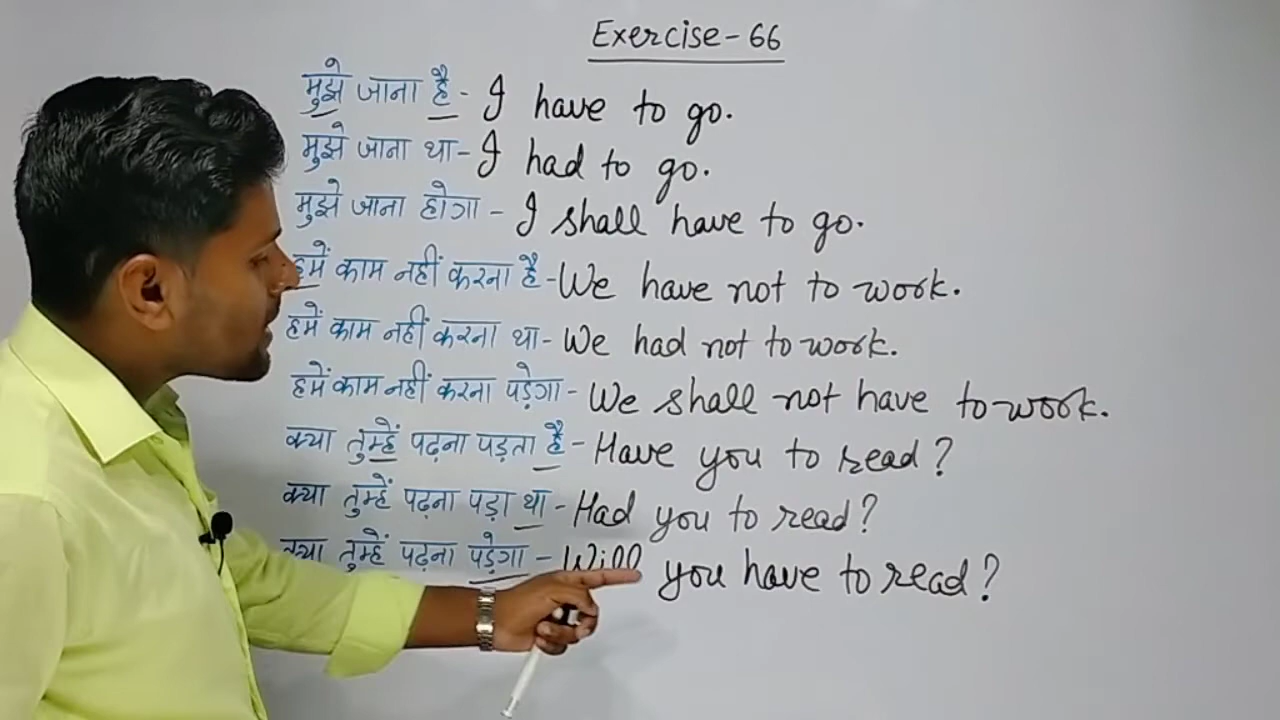 Exercise-66
मुझे जाना है - I have to go.
मुझे जाना था - I had to go.
मुझे जाना होगा - I shall have to go.
हमें काम नहीं करना है - We have not to work.
हमें काम नहीं करना था - We had not to work.
हमें काम नहीं करना पड़ेगा - We shall not have to work.
क्या तुम्हें पढ़ना पड़ता है - Have you to read?
क्या तुम्हें पढ़ना पड़ा था - Had you to read?
क्या तुम्हें पढ़ना पड़ेगा - Will you have to read?